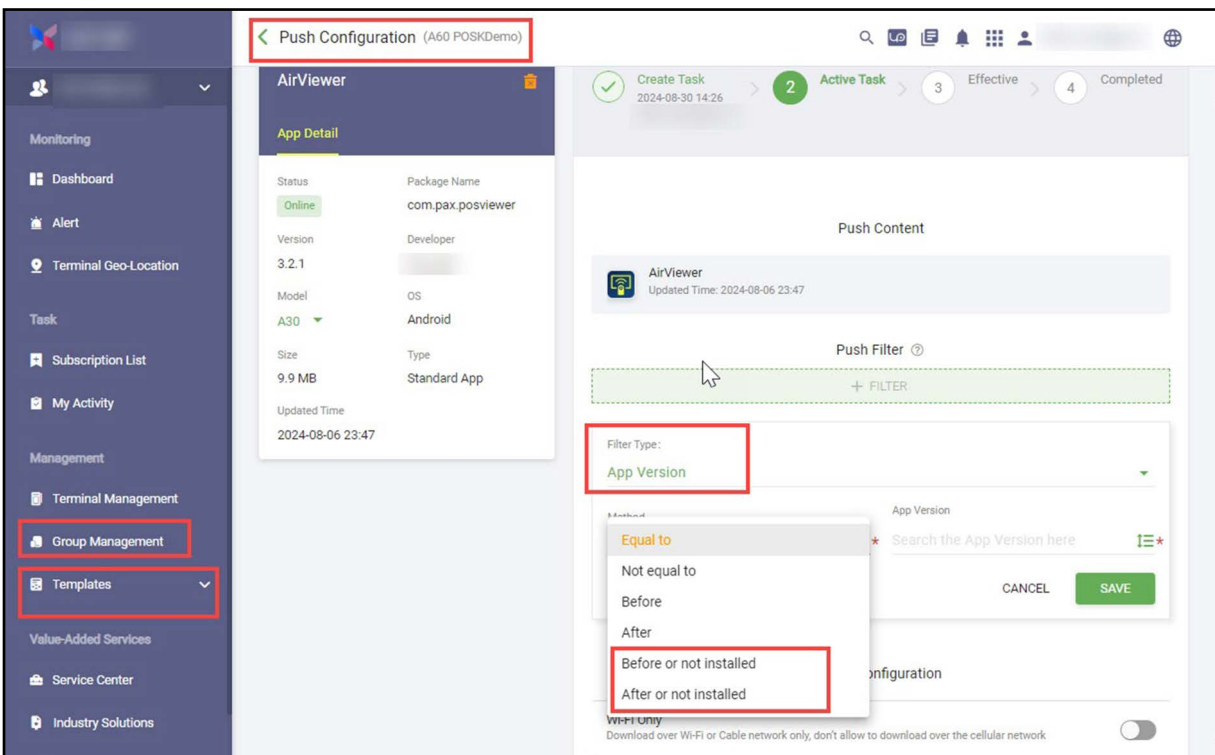 Push Configuration (A60 POSKDemo)
Monitoring
Dashboard
Alert
Terminal Geo-Location
Task
Subscription List
My Activity
Management
Terminal Management
Group Management
Templates
Value-Added Services
Service Center
Industry Solutions
AirViewer
App Detail
Status
Package Name
Online
com.pax.posviewer
Version
Developer
3.2.1
Model
OS
A30
Android
Size
Type
9.9 MB
Standard App
Updated Time
2024-08-06 23:47
Create Task
2024-08-30 14:26
2
Active Task
3
Effective
4
Completed
Push Content
AirViewer
Updated Time: 2024-08-06 23:47
Push Filter
+ FILTER
Filter Type:
App Version
Method
App Version
Equal to
* Search the App Version here *
Not equal to
Before
CANCEL
SAVE
After
Before or not installed
After or not installed
onfiguration
Wi-Fi Only
Download over Wi-Fi or Cable network only, don't allow to download over the cellular network